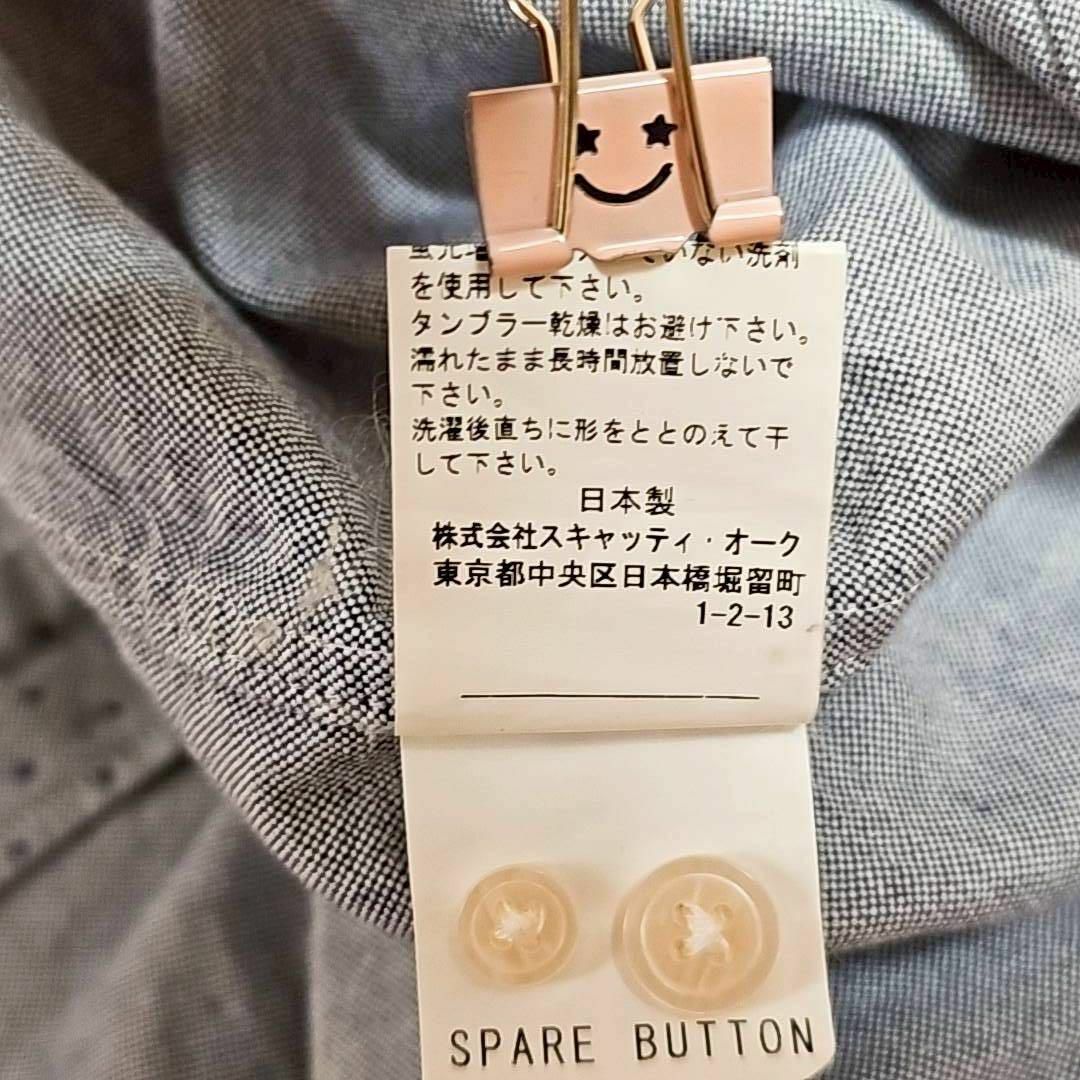 ない洗剤
を使用して下さい。
タンブラー乾燥はお避け下さい。
濡れたまま長時間放置しないで
下さい。
洗濯後直ちに形をととのえて干
して下さい。
日本製
株式会社スキャッティ・オーク
東京都中央区日本橋堀留町
1-2-13
SPARE BUTTON